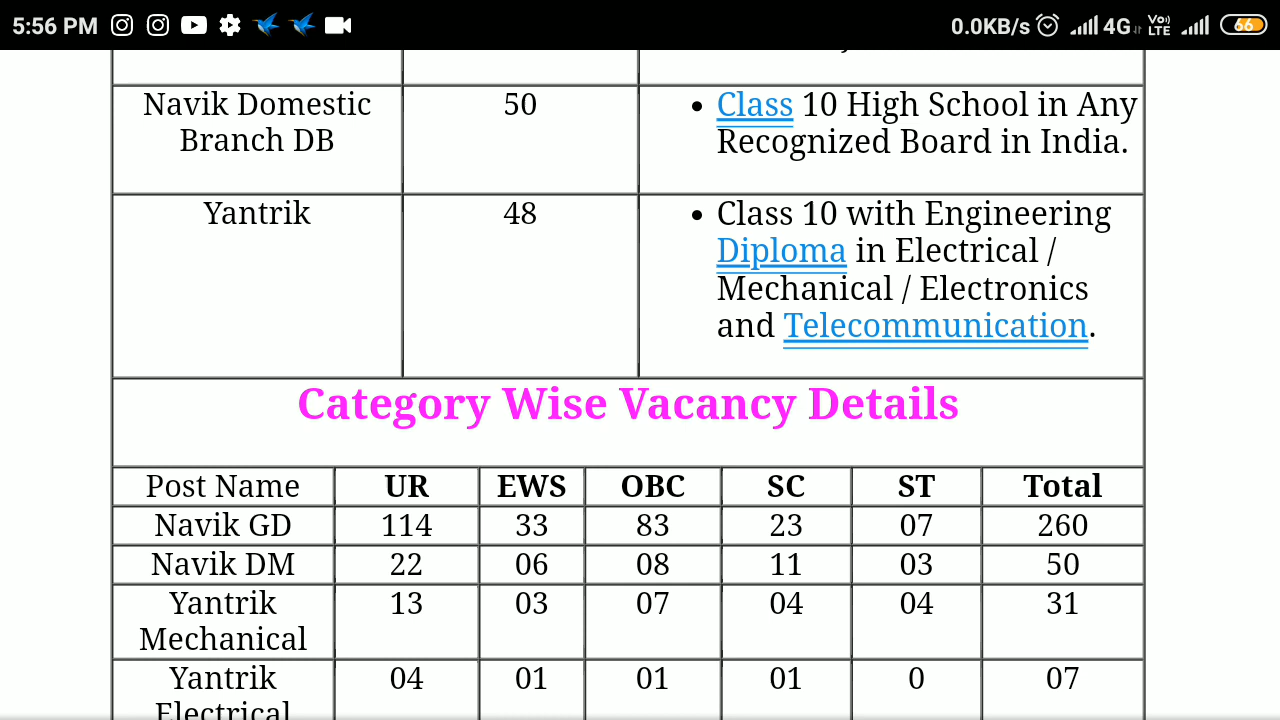 5:56 PM 0.0KB/s 4G Vo) LTE 66
Navik Domestic 50 • Class 10 High School in Any
Branch DB Recognized Board in India.
Yantrik 48 • Class 10 with Engineering
Diploma in Electrical /
Mechanical / Electronics
and Telecommunication.
Category Wise Vacancy Details
Post Name UR EWS OBC SC ST Total
Navik GD 114 33 83 23 07 260
Navik DM 22 06 08 11 03 50
Yantrik 13 03 07 04 04 31
Mechanical
Yantrik 04 01 01 01 0 07
Electrical